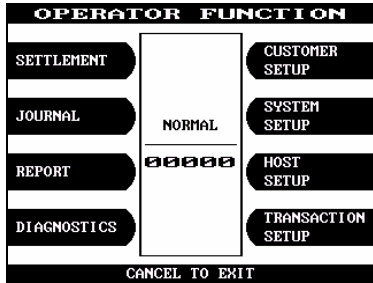 OPERATOR FUNCTION
SETTLEMENT
CUSTOMER
SETUP
JOURNAL
NORMAL
SYSTEM
SETUP
REPORT
00000
HOST
SETUP
DIAGNOSTICS
TRANSACTION
SETUP
CANCEL TO EXIT